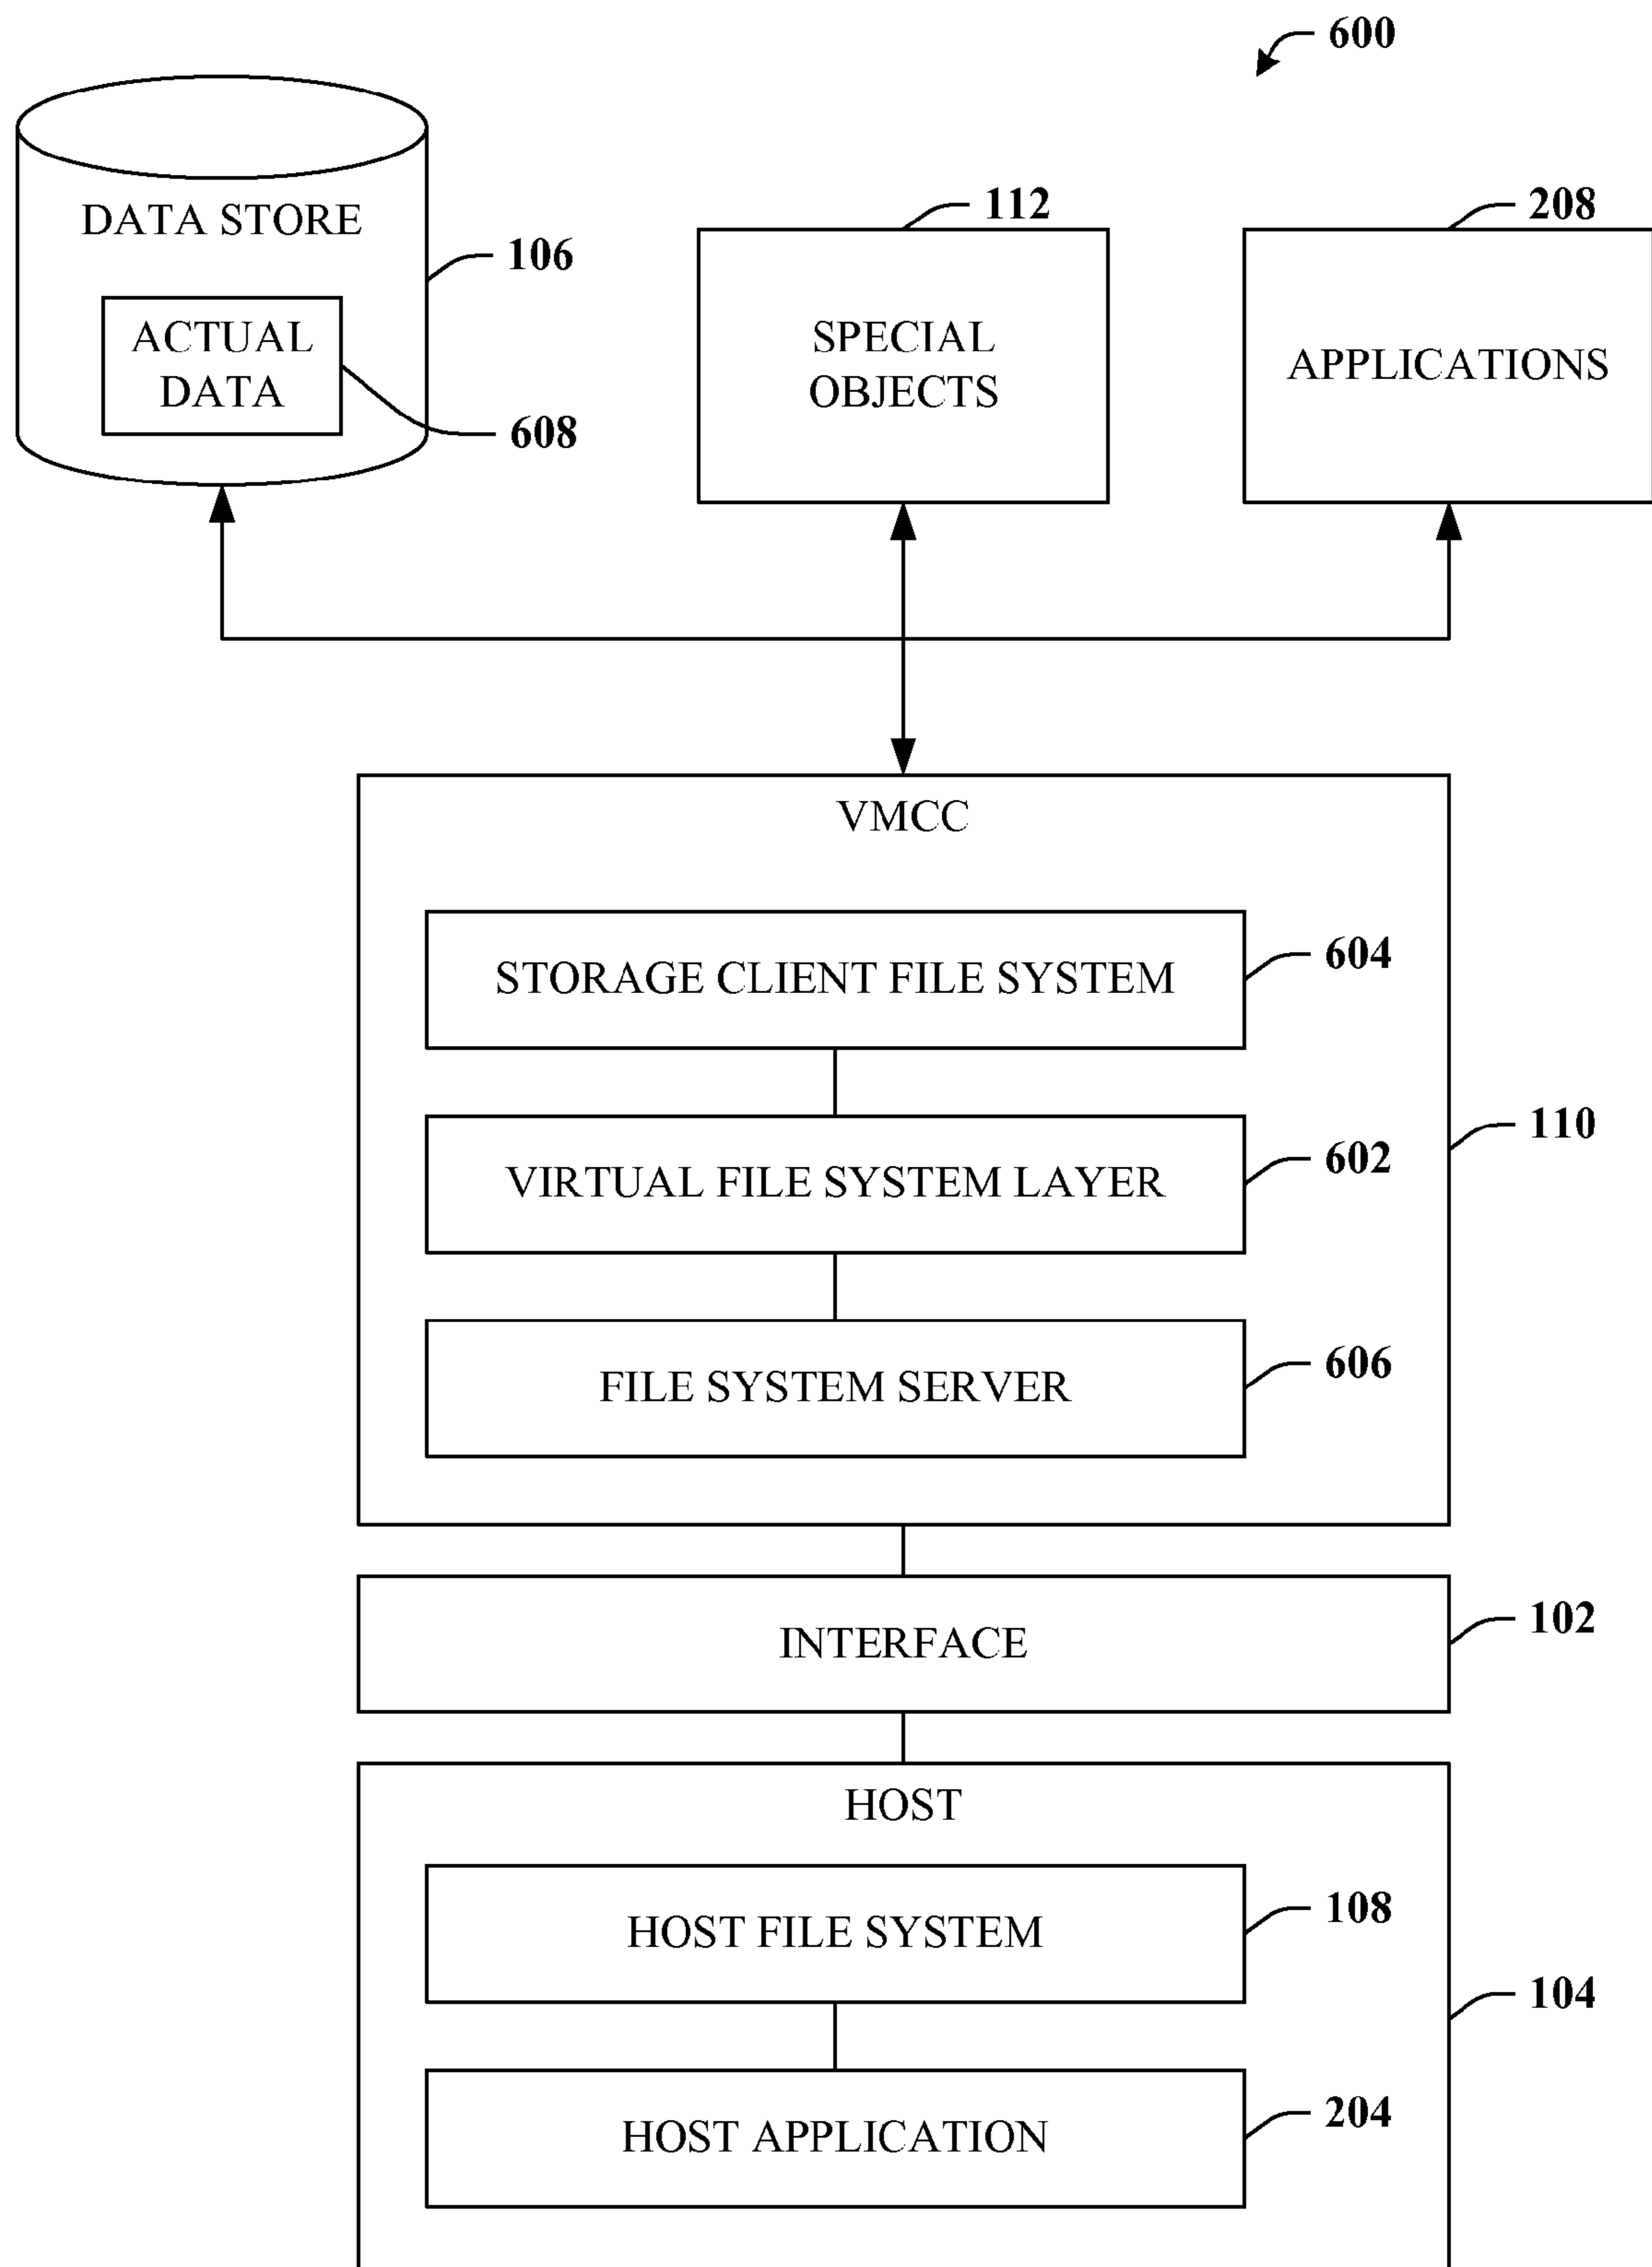 600
DATA STORE
106
ACTUAL
DATA
608
112
SPECIAL
OBJECTS
208
APPLICATIONS
VMCC
STORAGE CLIENT FILE SYSTEM
604
VIRTUAL FILE SYSTEM LAYER
602
FILE SYSTEM SERVER
606
110
INTERFACE
102
HOST
HOST FILE SYSTEM
108
HOST APPLICATION
204
104